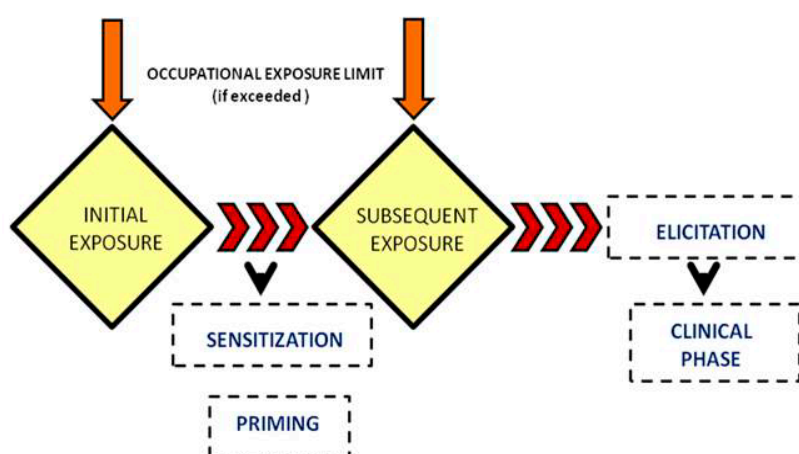 OCCUPATIONAL EXPOSURE LIMIT
(if exceeded )
INITIAL
EXPOSURE
SUBSEQUENT
EXPOSURE
ELICITATION
SENSITIZATION
CLINICAL
PHASE
PRIMING